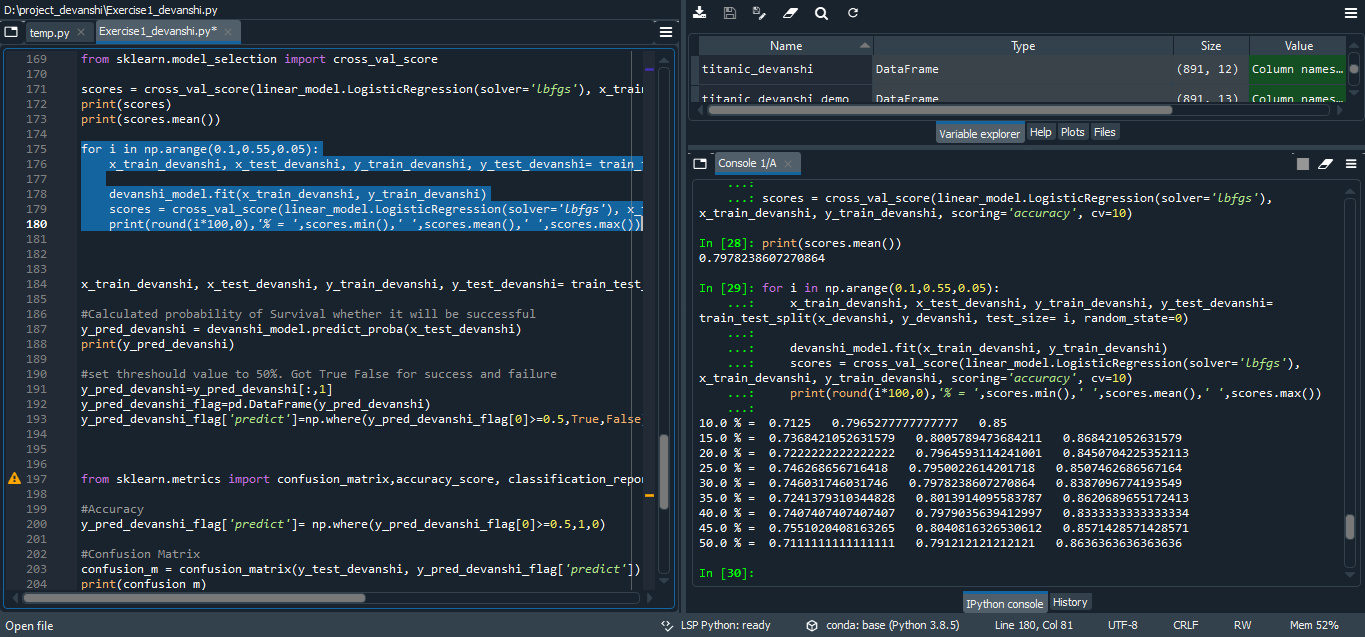 D:\project_devanshi\Exercise1_devanshi.py
temp.py
Exercise1_devanshi.py*
169 from sklearn.model_selection import cross_val_score
170
171 scores = cross_val_score(linear_model.LogisticRegression(solver='lbfgs'), x_trai
172 print(scores)
173 print(scores.mean())
174
175 for i in np.arange(0.1,0.55,0.05):
176     x_train_devanshi, x_test_devanshi, y_train_devanshi, y_test_devanshi= train_
177
178     devanshi_model.fit(x_train_devanshi, y_train_devanshi)
179     scores = cross_val_score(linear_model.LogisticRegression(solver='lbfgs'), x_
180     print(round(i*100,0),'% = ',scores.min(),' ',scores.mean(),' ',scores.max())
181
182
183
184 x_train_devanshi, x_test_devanshi, y_train_devanshi, y_test_devanshi= train_test_
185
186 #Calculated probability of Survival whether it will be successful
187 y_pred_devanshi = devanshi_model.predict_proba(x_test_devanshi)
188 print(y_pred_devanshi)
189
190 #set threshould value to 50%. Got True False for success and failure
191 y_pred_devanshi=y_pred_devanshi[:,1]
192 y_pred_devanshi_flag=pd.DataFrame(y_pred_devanshi)
193 y_pred_devanshi_flag['predict']=np.where(y_pred_devanshi_flag[0]>=0.5,True,False
194
195
196
197 from sklearn.metrics import confusion_matrix,accuracy_score, classification_repo
198
199 #Accuracy
200 y_pred_devanshi_flag['predict']= np.where(y_pred_devanshi_flag[0]>=0.5,1,0)
201
202 #Confusion Matrix
203 confusion_m = confusion_matrix(y_test_devanshi, y_pred_devanshi_flag['predict'])
204 print(confusion_m)
Name Type Size Value
titanic_devanshi DataFrame (891, 12) Column names…
titanic_devanshi_demo DataFrame (891, 13) Column names…
Variable explorer Help Plots Files
Console 1/A
...:
...: scores = cross_val_score(linear_model.LogisticRegression(solver='lbfgs'),
x_train_devanshi, y_train_devanshi, scoring='accuracy', cv=10)
In [28]: print(scores.mean())
0.7978238607270864
In [29]: for i in np.arange(0.1,0.55,0.05):
...:     x_train_devanshi, x_test_devanshi, y_train_devanshi, y_test_devanshi=
train_test_split(x_devanshi, y_devanshi, test_size= i, random_state=0)
...:
...:     devanshi_model.fit(x_train_devanshi, y_train_devanshi)
...:     scores = cross_val_score(linear_model.LogisticRegression(solver='lbfgs'),
x_train_devanshi, y_train_devanshi, scoring='accuracy', cv=10)
...:     print(round(i*100,0),'% = ',scores.min(),' ',scores.mean(),' ',scores.max())
...:
10.0 % =  0.7125   0.7965277777777777   0.85
15.0 % =  0.7368421052631579   0.8005789473684211   0.868421052631579
20.0 % =  0.7222222222222222   0.7964593114241001   0.8450704225352113
25.0 % =  0.746268656716418   0.7950022614201718   0.8507462686567164
30.0 % =  0.746031746031746   0.7978238607270864   0.8387096774193549
35.0 % =  0.7241379310344828   0.8013914095583787   0.8620689655172413
40.0 % =  0.7407407407407407   0.7979035639412997   0.8333333333333334
45.0 % =  0.7551020408163265   0.8040816326530612   0.8571428571428571
50.0 % =  0.7111111111111111   0.791212121212121   0.8636363636363636
In [30]:
IPython console History
Open file
LSP Python: ready
conda: base (Python 3.8.5)
Line 180, Col 81
UTF-8
CRLF
RW
Mem 52%